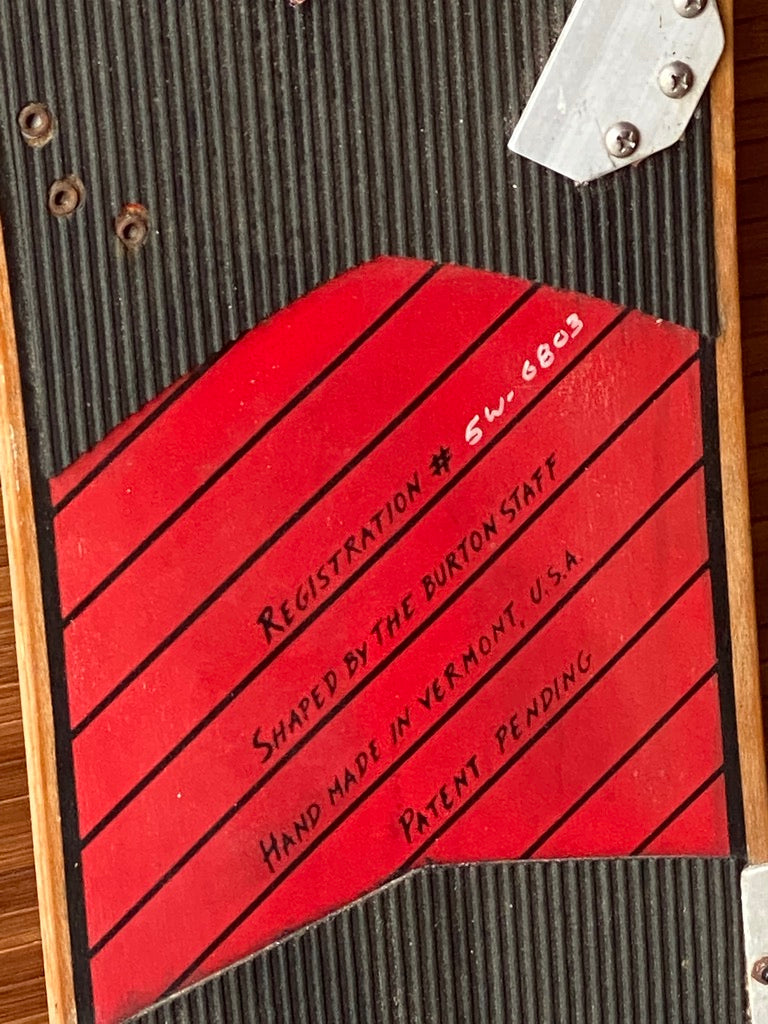 REGISTRATION # SW-6803
SHAPED BY THE BURTON STAFF
HAND MADE IN VERMONT, U.S.A.
PATENT PENDING